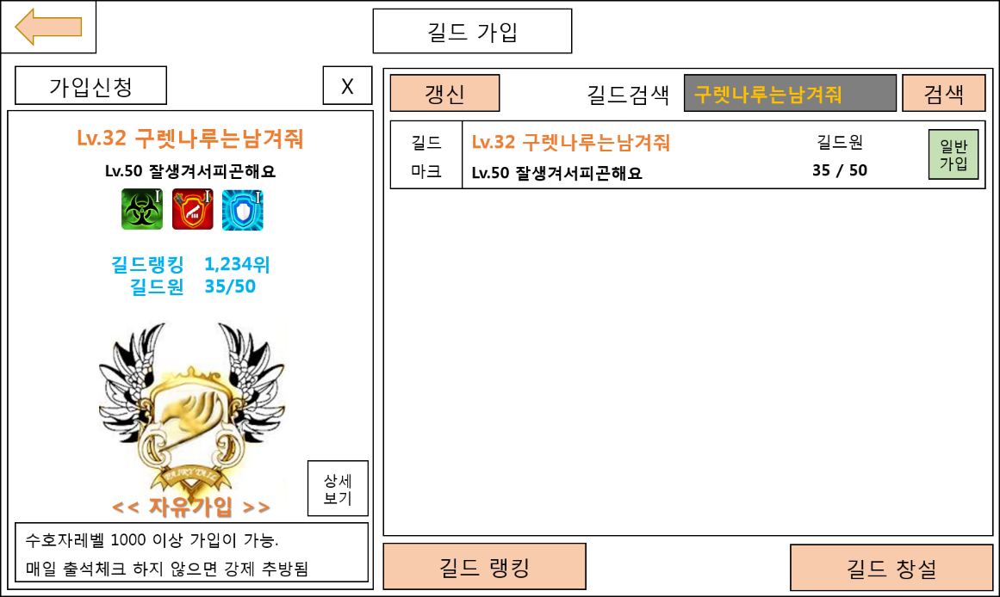 길드 가입
가입신청
X
Lv.32 구렛나루는남겨줘
Lv.50 잘생겨서피곤해요
I I I
길드랭킹 1,234위
길드원 35/50
FAIRY TAIL
<< 자유가입 >>
상세
보기
수호자레벨 1000 이상 가입이 가능.
매일 출석체크 하지 않으면 강제 추방됨
갱신
길드검색
구렛나루는남겨줘
검색
길드
마크
Lv.32 구렛나루는남겨줘
Lv.50 잘생겨서피곤해요
길드원
35 / 50
일반
가입
길드 랭킹
길드 창설